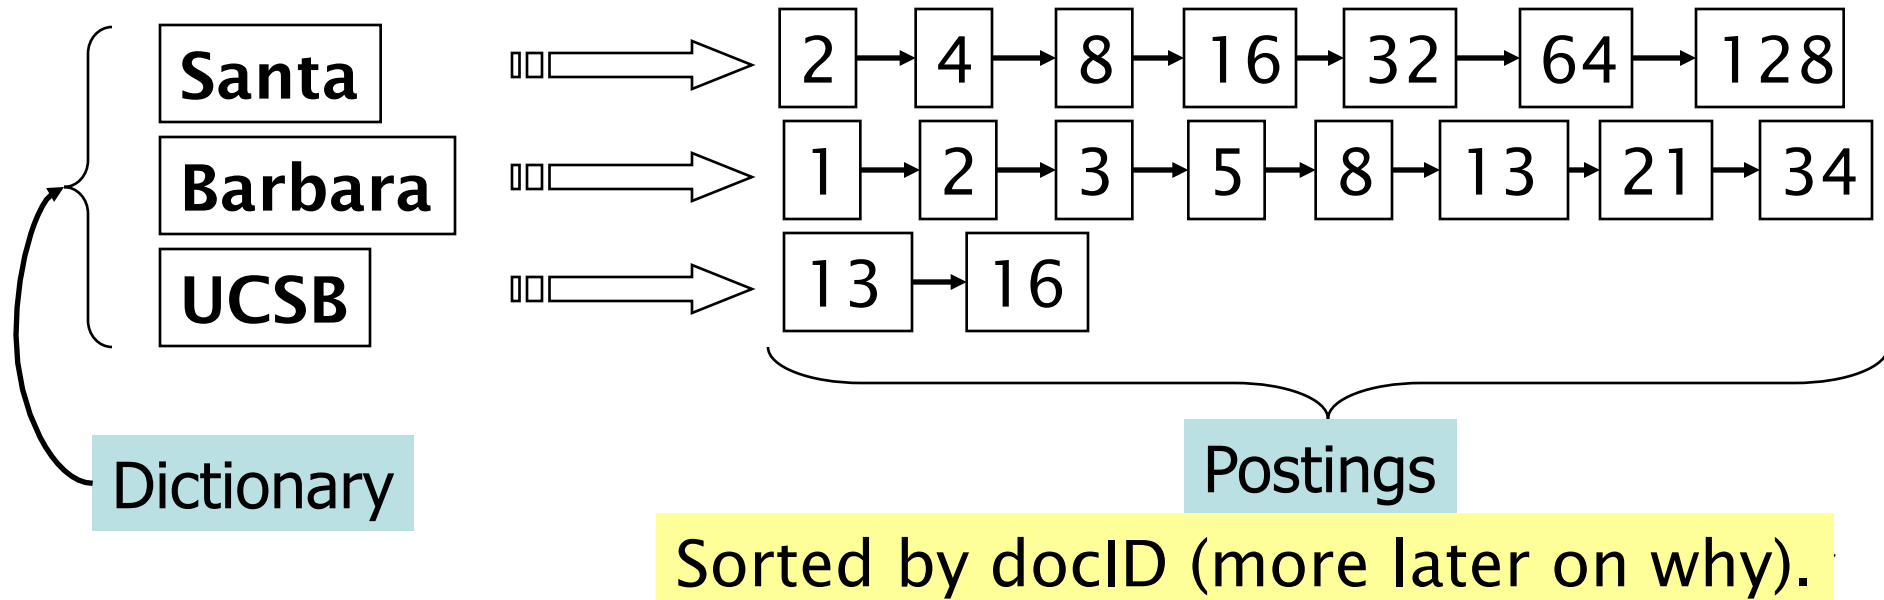 Santa 2 4 8 16 32 64 128
Barbara 1 2 3 5 8 13 21 34
UCSB 13 16
Dictionary
Postings
Sorted by docID (more later on why).